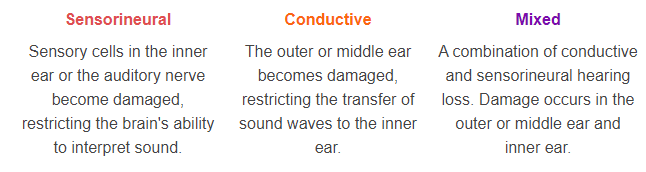 Sensorineural
Sensory cells in the inner
ear or the auditory nerve
become damaged,
restricting the brain's ability
to interpret sound.
Conductive
The outer or middle ear
becomes damaged,
restricting the transfer of
sound waves to the inner
ear.
Mixed
A combination of conductive
and sensorineural hearing
loss. Damage occurs in the
outer or middle ear and
inner ear.